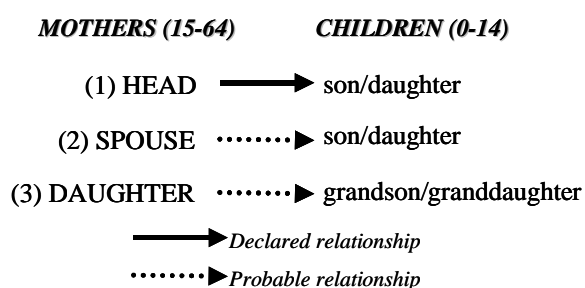 MOTHERS (15-64) CHILDREN (0-14)
(1) HEAD son/daughter
(2) SPOUSE son/daughter
(3) DAUGHTER grandson/granddaughter
Declared relationship
Probable relationship